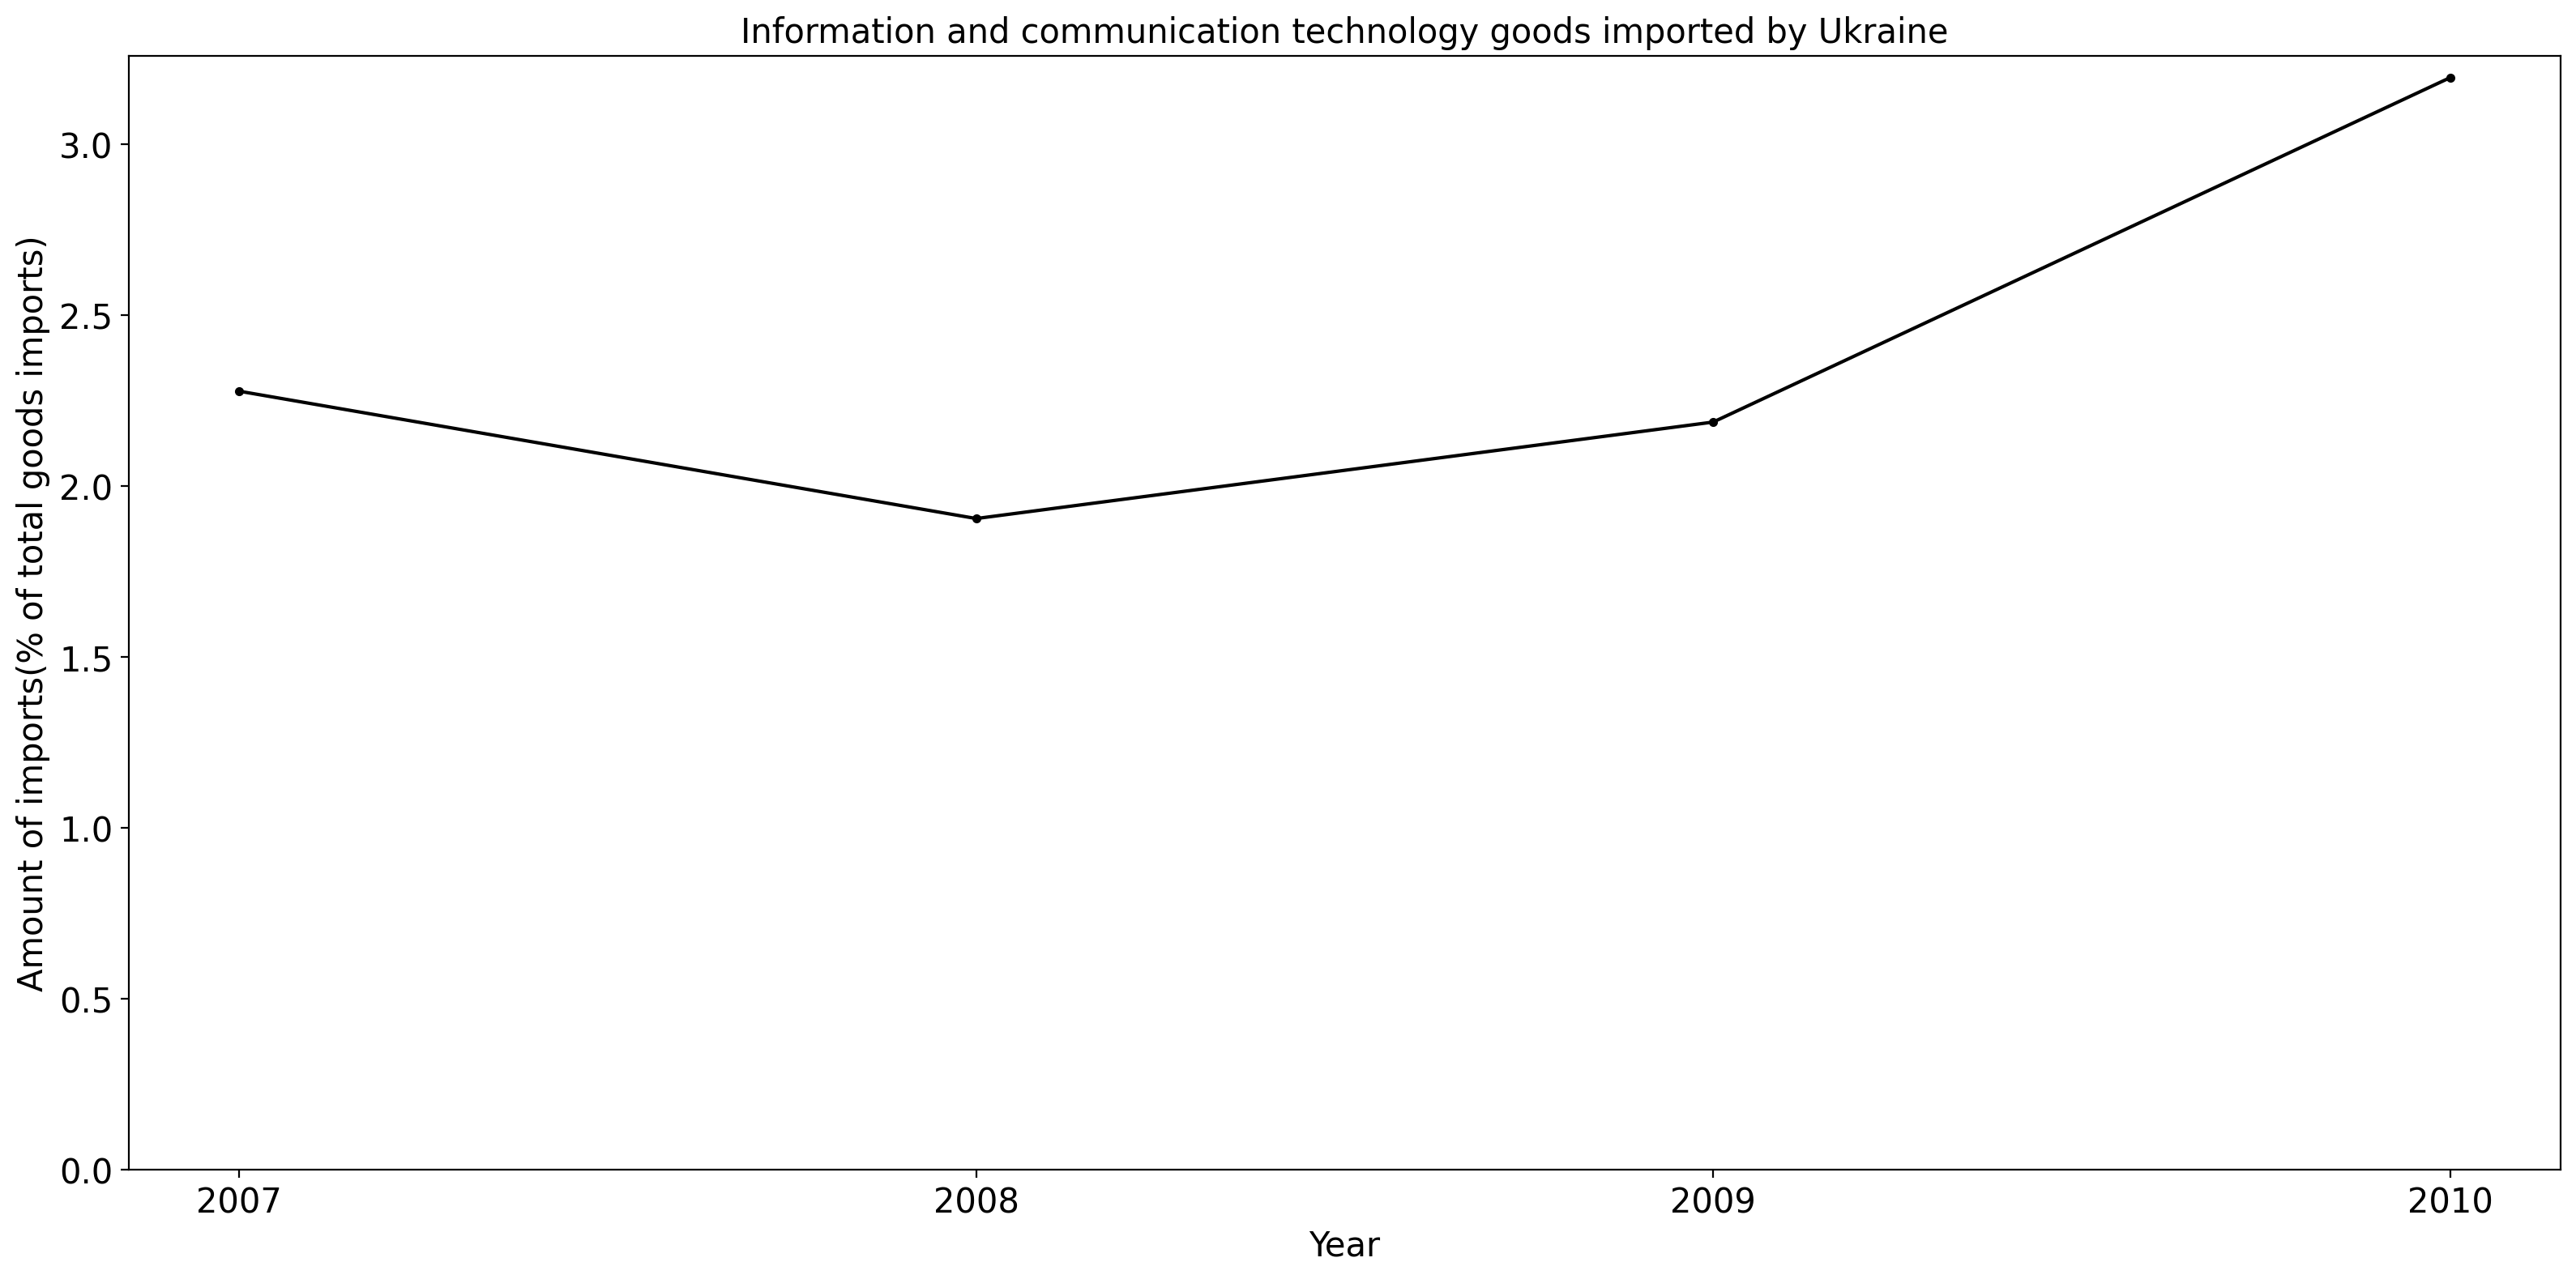 Information and communication technology goods imported by Ukraine
Amount of imports(% of total goods imports)
3.0
2.5
2.0
1.5
1.0
0.5
0.0
2007 2008 2009 2010
Year